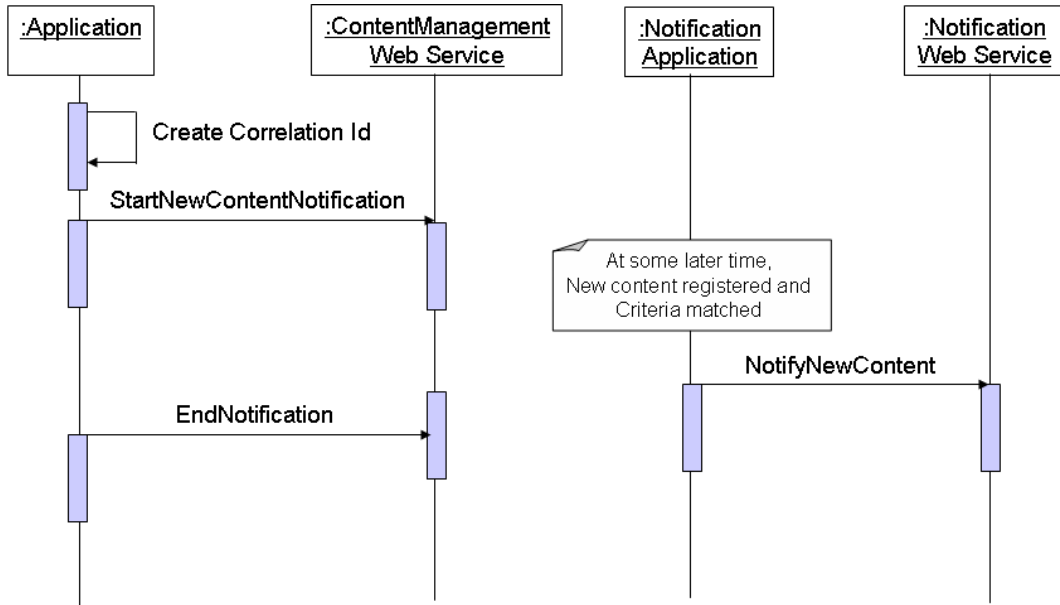 :Application
:ContentManagement
Web Service
:Notification
Application
:Notification
Web Service
Create Correlation Id
StartNewContentNotification
At some later time,
New content registered and
Criteria matched
NotifyNewContent
EndNotification